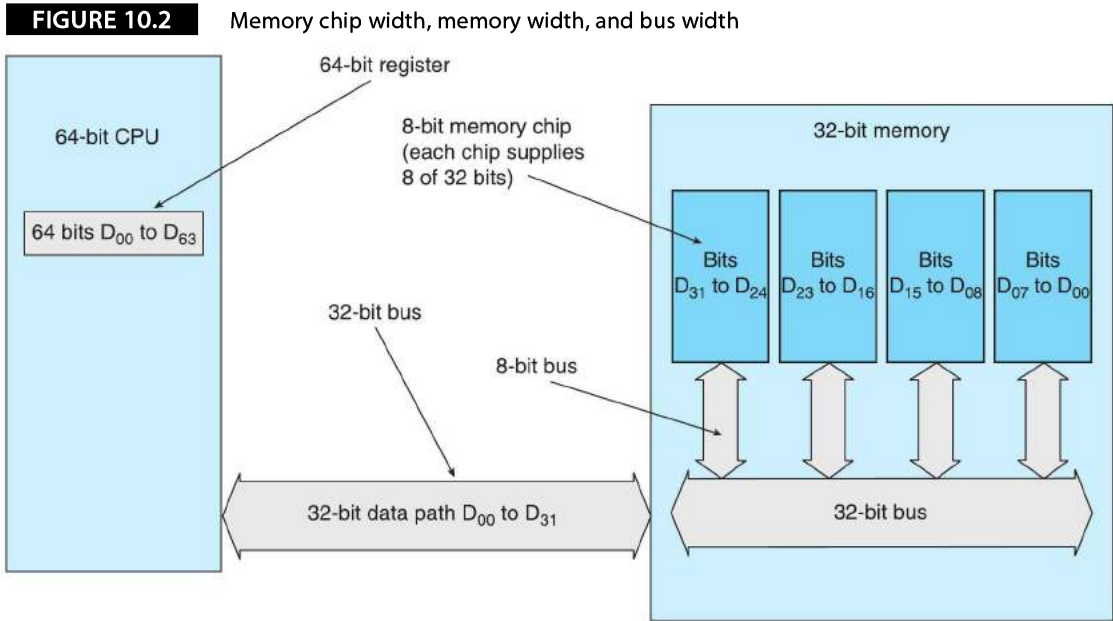 FIGURE 10.2 Memory chip width, memory width, and bus width
64-bit register
64-bit CPU
64 bits D₀₀ to D₆₃
8-bit memory chip
(each chip supplies
8 of 32 bits)
32-bit memory
Bits
D₃₁ to D₂₄
Bits
D₂₃ to D₁₆
Bits
D₁₅ to D₀₈
Bits
D₀₇ to D₀₀
32-bit bus
8-bit bus
32-bit data path D₀₀ to D₃₁
32-bit bus